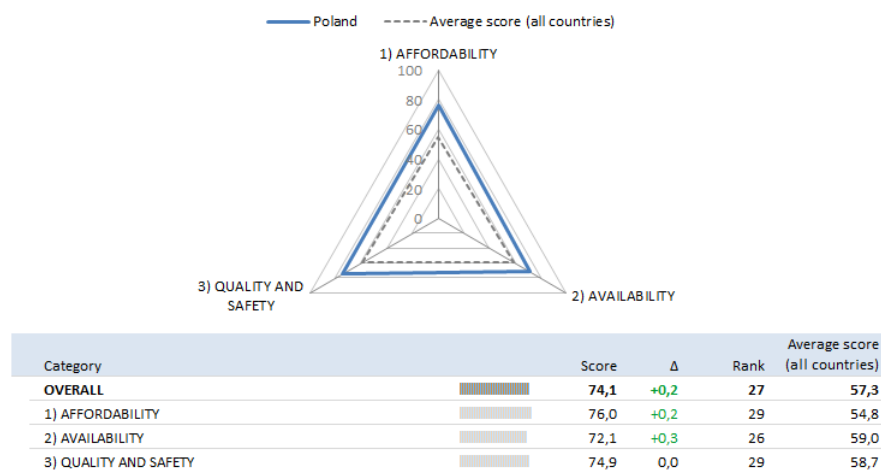 Poland Average score (all countries)
1) AFFORDABILITY
100
80
60
40
20
0
3) QUALITY AND
SAFETY
2) AVAILABILITY
Average score
Category Score Δ Rank (all countries)
OVERALL 74,1 +0,2 27 57,3
1) AFFORDABILITY 76,0 +0,2 29 54,8
2) AVAILABILITY 72,1 +0,3 26 59,0
3) QUALITY AND SAFETY 74,9 0,0 29 58,7